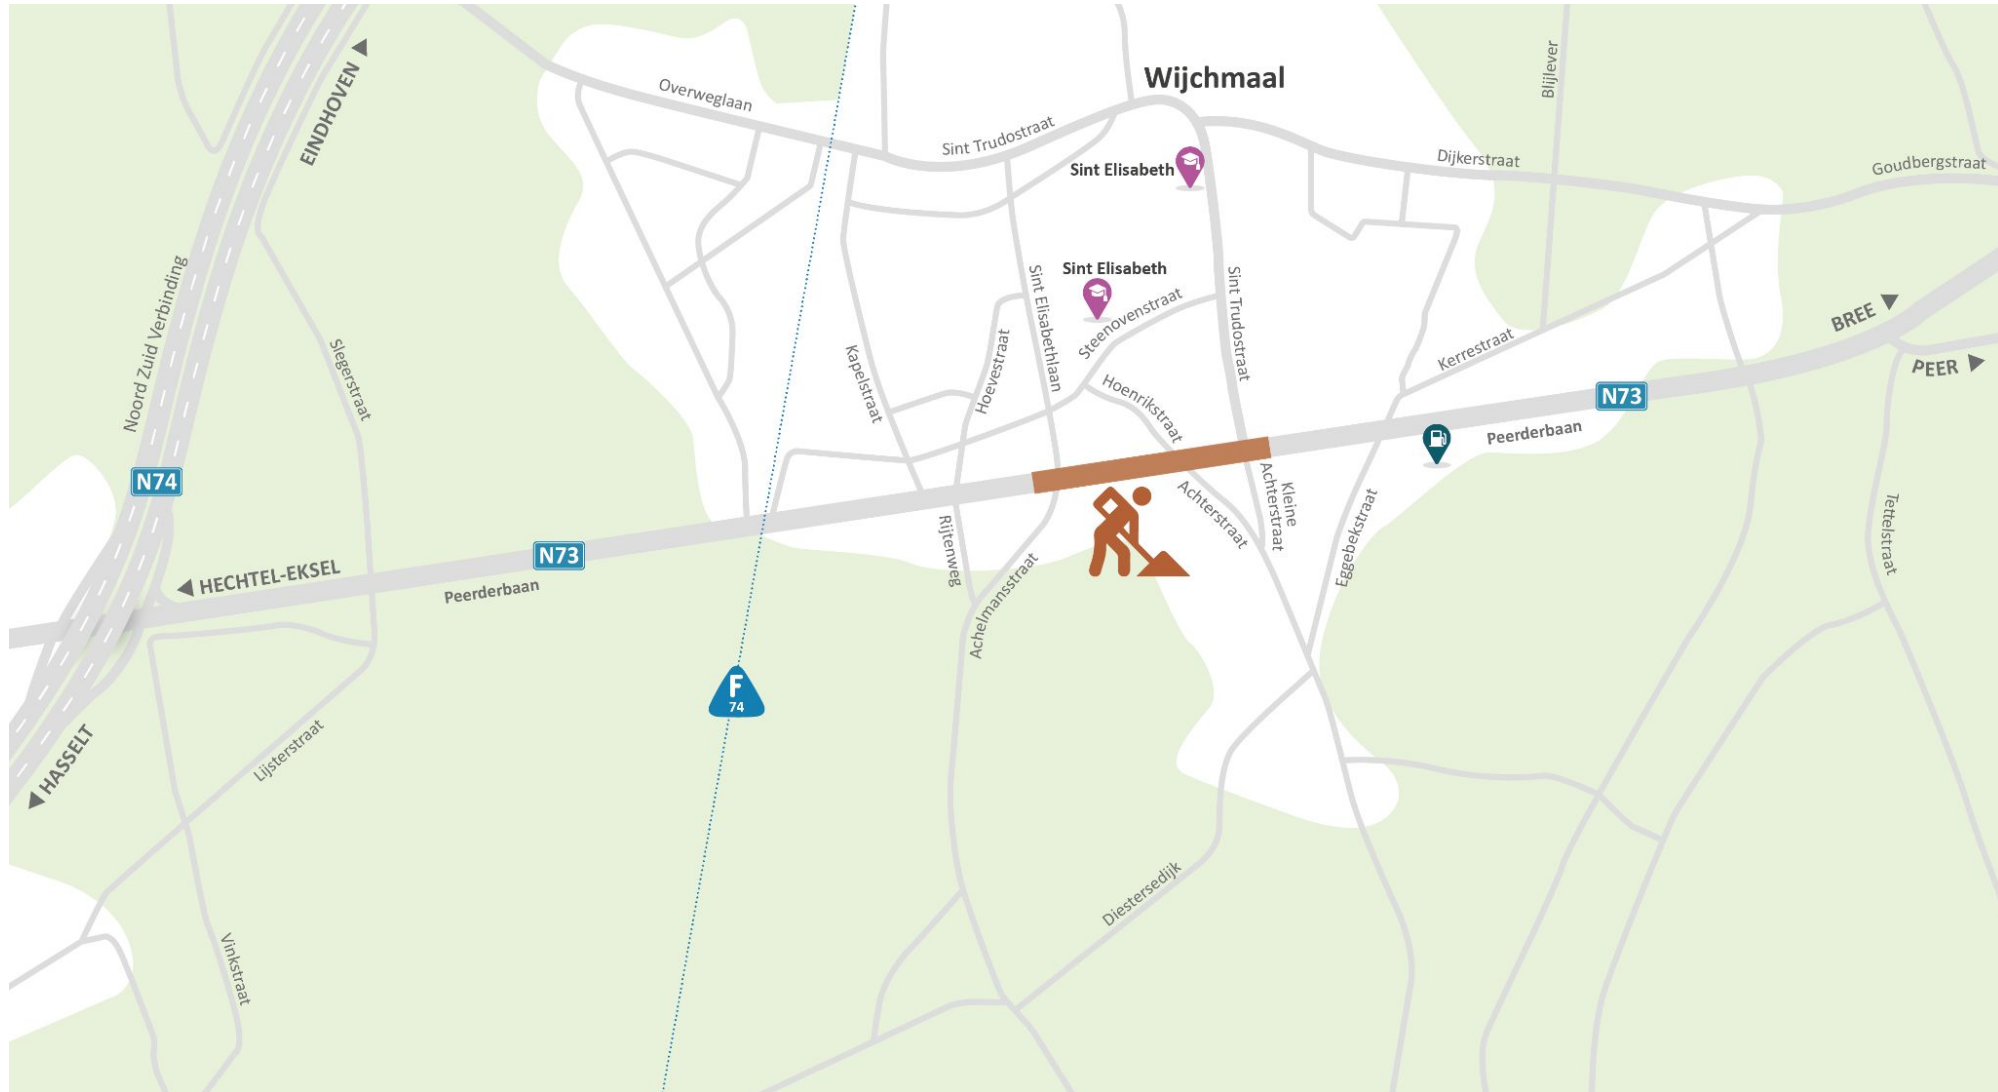 Wijchmaal
EINDHOVEN
Overweglaan
Sint Trudostraat
Blijlever
Dijkerstraat
Goudbergstraat
Sint Elisabeth
Sint Elisabeth
Noord Zuid Verbinding
Slegerstraat
Kapelstraat
Hoevestraat
Sint Elisabethlaan
Steenovenstraat
Hoenrikstraat
Sint Trudostraat
Kerrestraat
BREE
PEER
N73
Peerderbaan
N74
HECHTEL-EKSEL
Peerderbaan
N73
Rijtenweg
Achelmansstraat
Achterstraat
Kleine
Achterstraat
Eggebekstraat
Tettelstraat
F
74
HASSELT
Lijsterstraat
Vinkstraat
Diestersedijk